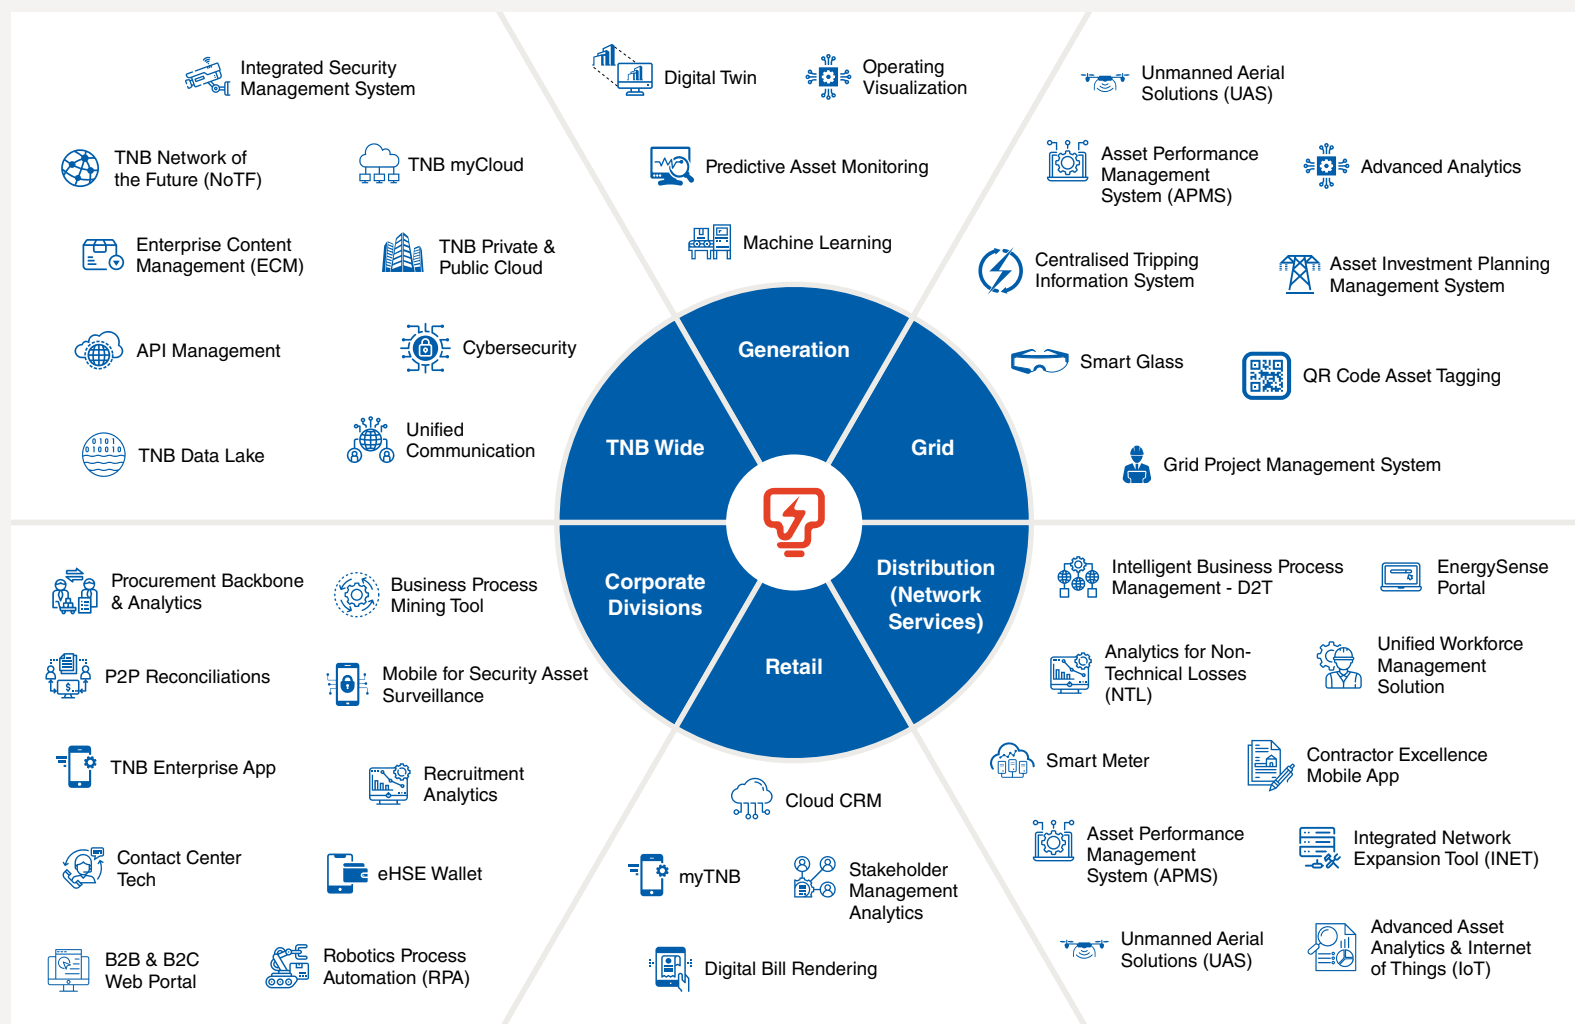 Integrated Security
Management System
TNB Network of
the Future (NoTF)
TNB myCloud
Enterprise Content
Management (ECM)
TNB Private &
Public Cloud
API Management
Cybersecurity
0101
010010
TNB Data Lake
Unified
Communication
TNB Wide
Digital Twin
Operating
Visualization
Predictive Asset Monitoring
Machine Learning
Generation
Unmanned Aerial
Solutions (UAS)
Asset Performance
Management
System (APMS)
Advanced Analytics
Centralised Tripping
Information System
Asset Investment Planning
Management System
Smart Glass
QR Code Asset Tagging
Grid Project Management System
Grid
Procurement Backbone
& Analytics
Business Process
Mining Tool
P2P Reconciliations
Mobile for Security Asset
Surveillance
TNB Enterprise App
Recruitment
Analytics
Contact Center
Tech
eHSE Wallet
B2B & B2C
Web Portal
Robotics Process
Automation (RPA)
Corporate
Divisions
Retail
Cloud CRM
myTNB
Stakeholder
Management
Analytics
Digital Bill Rendering
Distribution
(Network
Services)
Intelligent Business Process
Management - D2T
EnergySense
Portal
Analytics for Non-
Technical Losses
(NTL)
Unified Workforce
Management
Solution
Smart Meter
Contractor Excellence
Mobile App
Asset Performance
Management
System (APMS)
Integrated Network
Expansion Tool (INET)
Unmanned Aerial
Solutions (UAS)
Advanced Asset
Analytics & Internet
of Things (IoT)